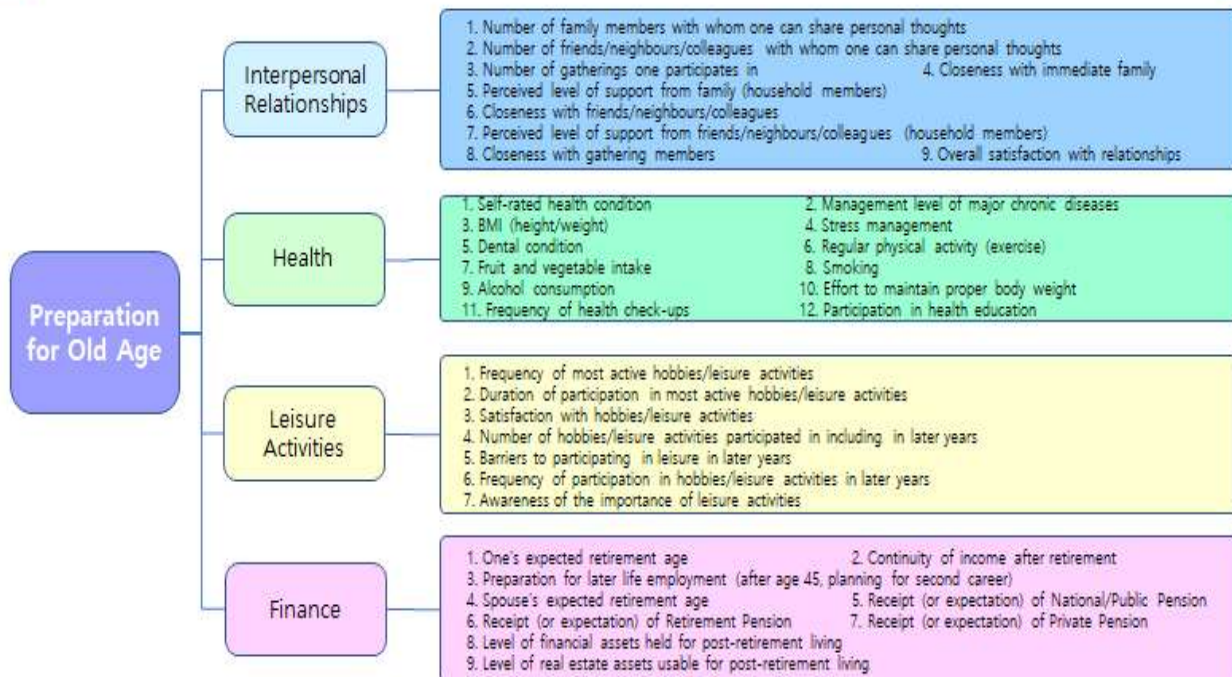 Preparation
for Old Age
Interpersonal
Relationships
1. Number of family members with whom one can share personal thoughts
2. Number of friends/neighbours/colleagues with whom one can share personal thoughts
3. Number of gatherings one participates in 4. Closeness with immediate family
5. Perceived level of support from family (household members)
6. Closeness with friends/neighbours/colleagues
7. Perceived level of support from friends/neighbours/colleagues (household members)
8. Closeness with gathering members 9. Overall satisfaction with relationships
Health
1. Self-rated health condition 2. Management level of major chronic diseases
3. BMI (height/weight) 4. Stress management
5. Dental condition 6. Regular physical activity (exercise)
7. Fruit and vegetable intake 8. Smoking
9. Alcohol consumption 10. Effort to maintain proper body weight
11. Frequency of health check-ups 12. Participation in health education
Leisure
Activities
1. Frequency of most active hobbies/leisure activities
2. Duration of participation in most active hobbies/leisure activities
3. Satisfaction with hobbies/leisure activities
4. Number of hobbies/leisure activities participated in including in later years
5. Barriers to participating in leisure in later years
6. Frequency of participation in hobbies/leisure activities in later years
7. Awareness of the importance of leisure activities
Finance
1. One's expected retirement age 2. Continuity of income after retirement
3. Preparation for later life employment (after age 45, planning for second career)
4. Spouse's expected retirement age 5. Receipt (or expectation) of National/Public Pension
6. Receipt (or expectation) of Retirement Pension 7. Receipt (or expectation) of Private Pension
8. Level of financial assets held for post-retirement living
9. Level of real estate assets usable for post-retirement living